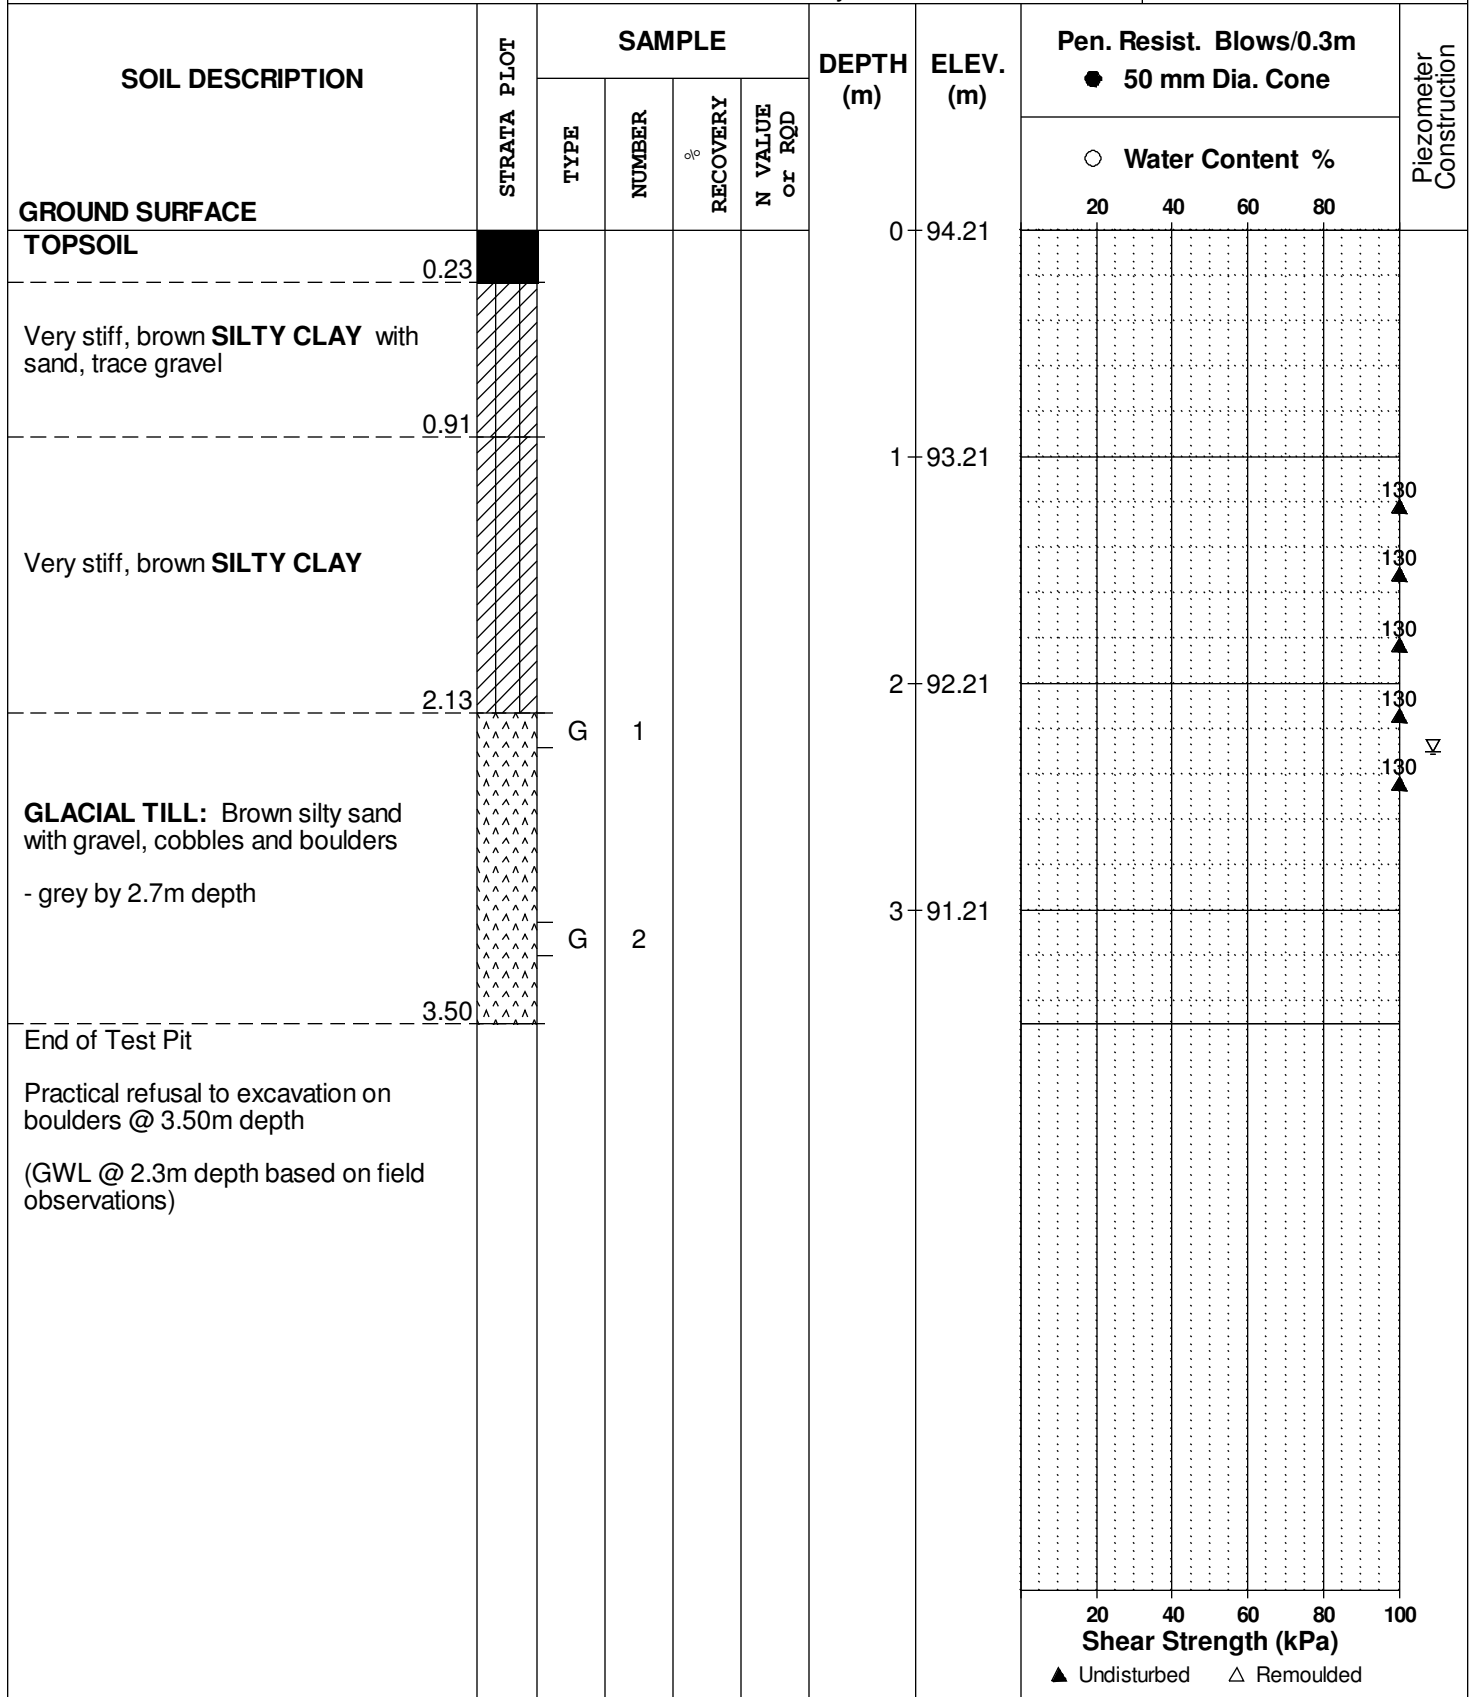 SOIL DESCRIPTION
GROUND SURFACE
STRATA PLOT
SAMPLE
TYPE
NUMBER
%
RECOVERY
N VALUE
or RQD
DEPTH
(m)
ELEV.
(m)
Pen. Resist. Blows/0.3m
● 50 mm Dia. Cone
○ Water Content %
20 40 60 80
Piezometer
Construction
0 94.21
TOPSOIL
0.23
Very stiff, brown SILTY CLAY with
sand, trace gravel
0.91
1 93.21
130
130
Very stiff, brown SILTY CLAY
130
2 92.21
2.13
130
G 1
130
GLACIAL TILL: Brown silty sand
with gravel, cobbles and boulders
- grey by 2.7m depth
3 91.21
G 2
3.50
End of Test Pit
Practical refusal to excavation on
boulders @ 3.50m depth
(GWL @ 2.3m depth based on field
observations)
20 40 60 80 100
Shear Strength (kPa)
▲ Undisturbed △ Remoulded